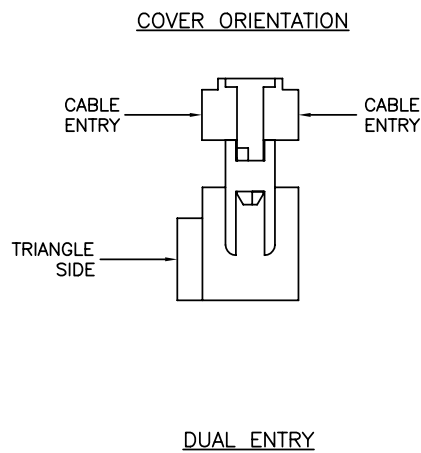 COVER ORIENTATION
CABLE
ENTRY
CABLE
ENTRY
TRIANGLE
SIDE
DUAL ENTRY